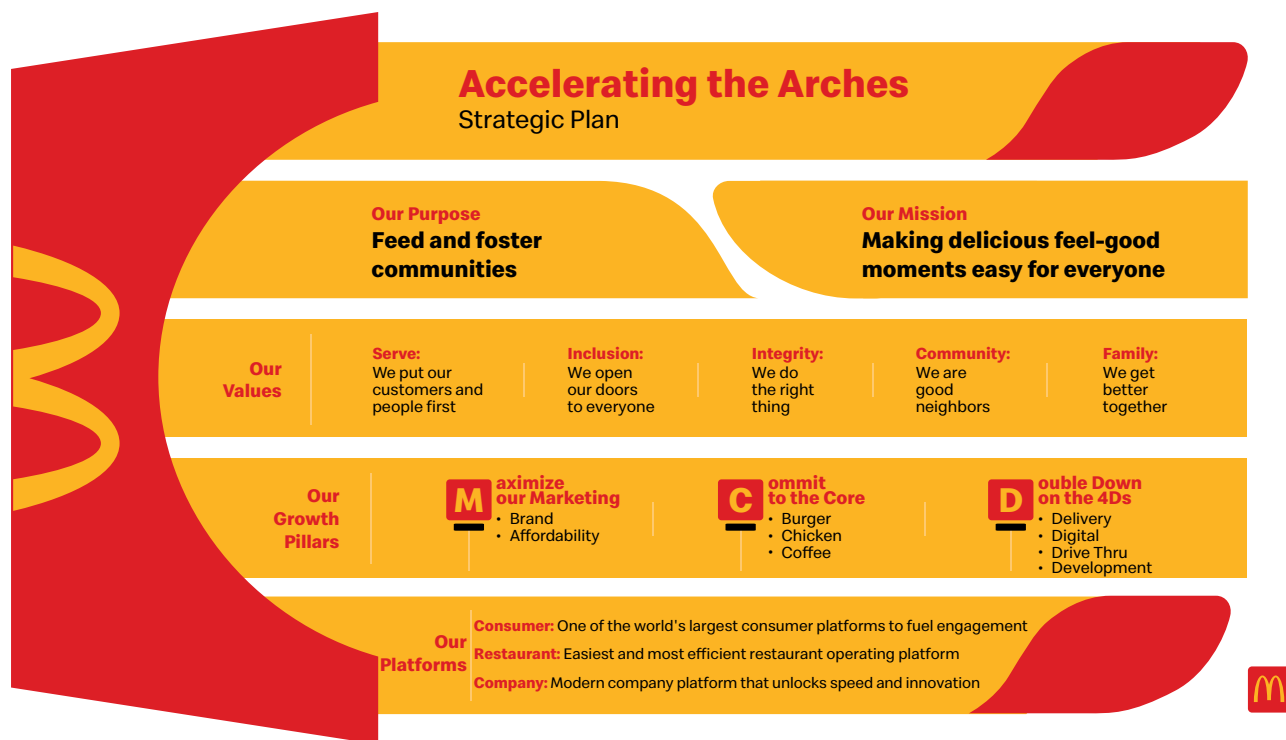 Accelerating the Arches
Strategic Plan
Our Purpose
Feed and foster
communities
Our Mission
Making delicious feel-good
moments easy for everyone
Our
Values
Serve:
We put our
customers and
people first
Inclusion:
We open
our doors
to everyone
Integrity:
We do
the right
thing
Community:
We are
good
neighbors
Family:
We get
better
together
Our
Growth
Pillars
Maximize
our Marketing
• Brand
• Affordability
Commit
to the Core
• Burger
• Chicken
• Coffee
Double Down
on the 4Ds
• Delivery
• Digital
• Drive Thru
• Development
Our
Platforms
Consumer: One of the world's largest consumer platforms to fuel engagement
Restaurant: Easiest and most efficient restaurant operating platform
Company: Modern company platform that unlocks speed and innovation